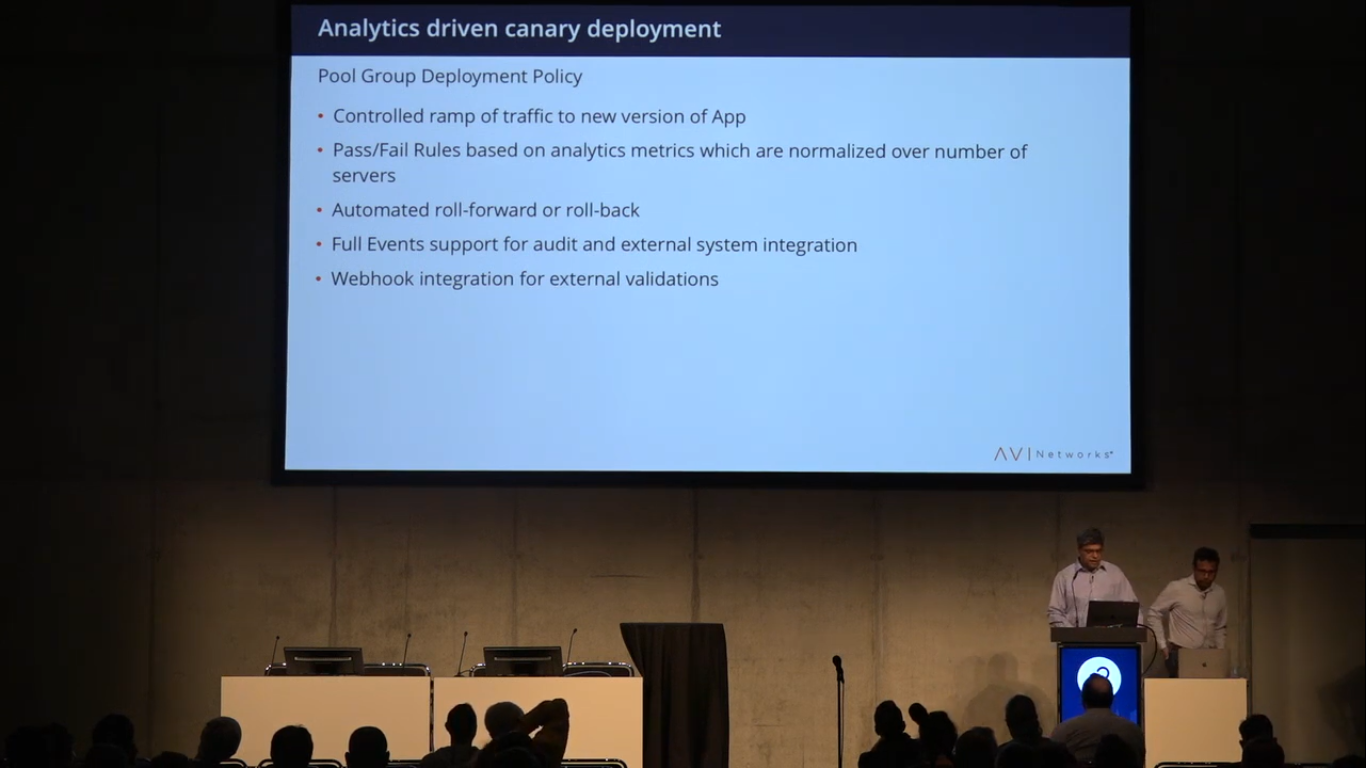 Analytics driven canary deployment
Pool Group Deployment Policy
• Controlled ramp of traffic to new version of App
• Pass/Fail Rules based on analytics metrics which are normalized over number of
servers
• Automated roll-forward or roll-back
• Full Events support for audit and external system integration
• Webhook integration for external validations
AVI Networks